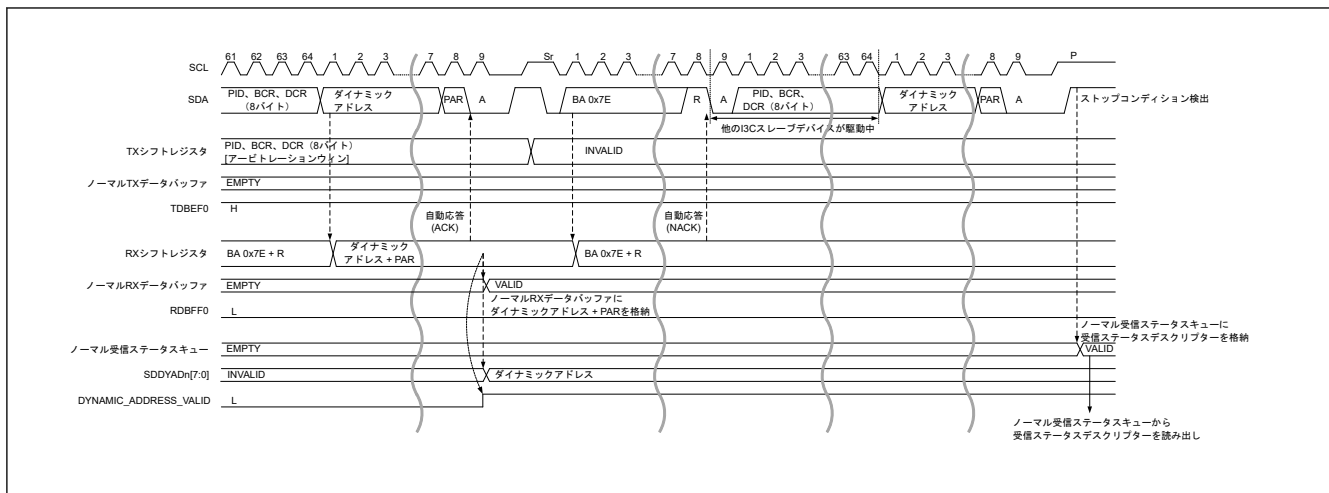 61 62 63 64 1 2 3 7 8 9 Sr 1 2 3 7 8 9 1 2 3 63 64 1 2 3 8 9 P
SCL
SDA
PID、BCR、DCR
(8バイト)
ダイナミック
アドレス
PAR
A
BA 0x7E
R
A
PID、BCR、
DCR(8バイト)
ダイナミック
アドレス
PAR
A
ストップコンディション検出
他のI3Cスレーブデバイスが駆動中
TXシフトレジスタ
PID、BCR、DCR(8バイト)
[アービトレーションウィン]
INVALID
ノーマルTXデータバッファ
EMPTY
TDBEF0
H
自動応答
(ACK)
自動応答
(NACK)
RXシフトレジスタ
BA 0x7E + R
ダイナミック
アドレス + PAR
BA 0x7E + R
ノーマルRXデータバッファ
EMPTY
VALID
ノーマルRXデータバッファに
ダイナミックアドレス + PARを格納
RDBFF0
L
ノーマル受信ステータスキューに
受信ステータスデスクリプターを格納
ノーマル受信ステータスキュー
EMPTY
VALID
SDDYADn[7:0]
INVALID
ダイナミックアドレス
DYNAMIC_ADDRESS_VALID
L
ノーマル受信ステータスキューから
受信ステータスデスクリプターを読み出し